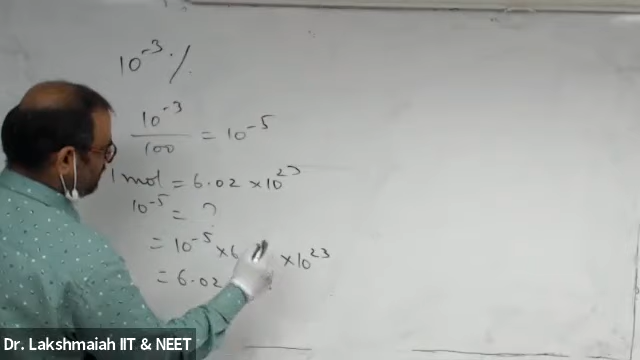 10⁻³ %
10⁻³ / 100 = 10⁻⁵
1 mol = 6.02 × 10²³
10⁻⁵ = ?
= 10⁻⁵ × 6 × 10²³
= 6.02
Dr. Lakshmaiah IIT & NEET